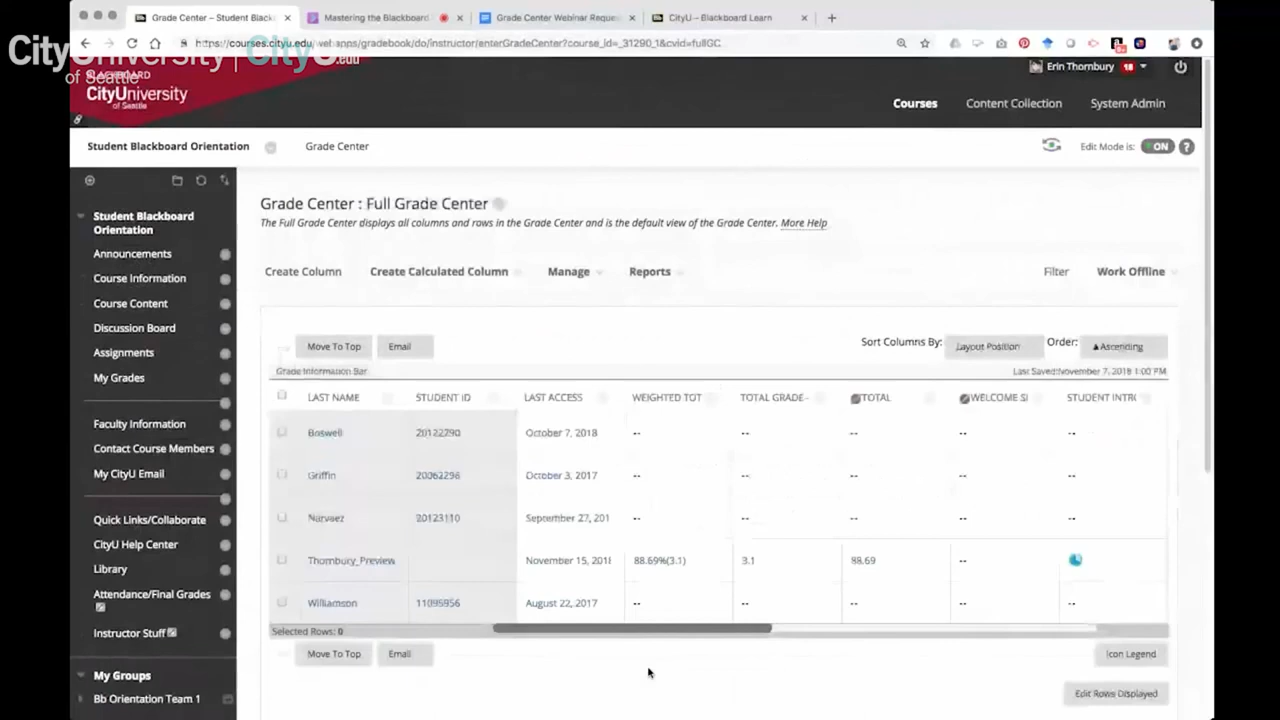 Grade Center – Student Black
Mastering the Blackboard
Grade Center Webinar Reque
CityU – Blackboard Learn
https://courses.cityu.edu/webapps/gradebook/do/instructor/enterGradeCenter?course_id=_31290_1&cvid=fullGC
CityUniversity | CityU.edu
of Seattle
BLACKBOARD
CityUniversity
of Seattle
Erin Thornbury 18
Courses
Content Collection
System Admin
Student Blackboard Orientation
Grade Center
Edit Mode is: ON ?
Student Blackboard
Orientation
Announcements
Course Information
Course Content
Discussion Board
Assignments
My Grades
Faculty Information
Contact Course Members
My CityU Email
Quick Links/Collaborate
CityU Help Center
Library
Attendance/Final Grades
Instructor Stuff
My Groups
Bb Orientation Team 1
Grade Center : Full Grade Center
The Full Grade Center displays all columns and rows in the Grade Center and is the default view of the Grade Center. More Help
Create Column
Create Calculated Column
Manage
Reports
Filter
Work Offline
Move To Top
Email
Sort Columns By: Layout Position Order: Ascending
Grade Information Bar
Last Saved:November 7, 2018 1:00 PM
LAST NAME STUDENT ID LAST ACCESS WEIGHTED TOT TOTAL GRADE- TOTAL WELCOME SI STUDENT INTR
Boswell 20122790 October 7, 2018 -- -- -- -- --
Griffin 20062296 October 3, 2017 -- -- -- -- --
Narvaez 20123110 September 27, 201 -- -- -- -- --
Thornbury_Preview November 15, 2018 88.69%(3.1) 3.1 88.69 --
Williamson 11095956 August 22, 2017 -- -- -- -- --
Selected Rows: 0
Move To Top
Email
Icon Legend
Edit Rows Displayed